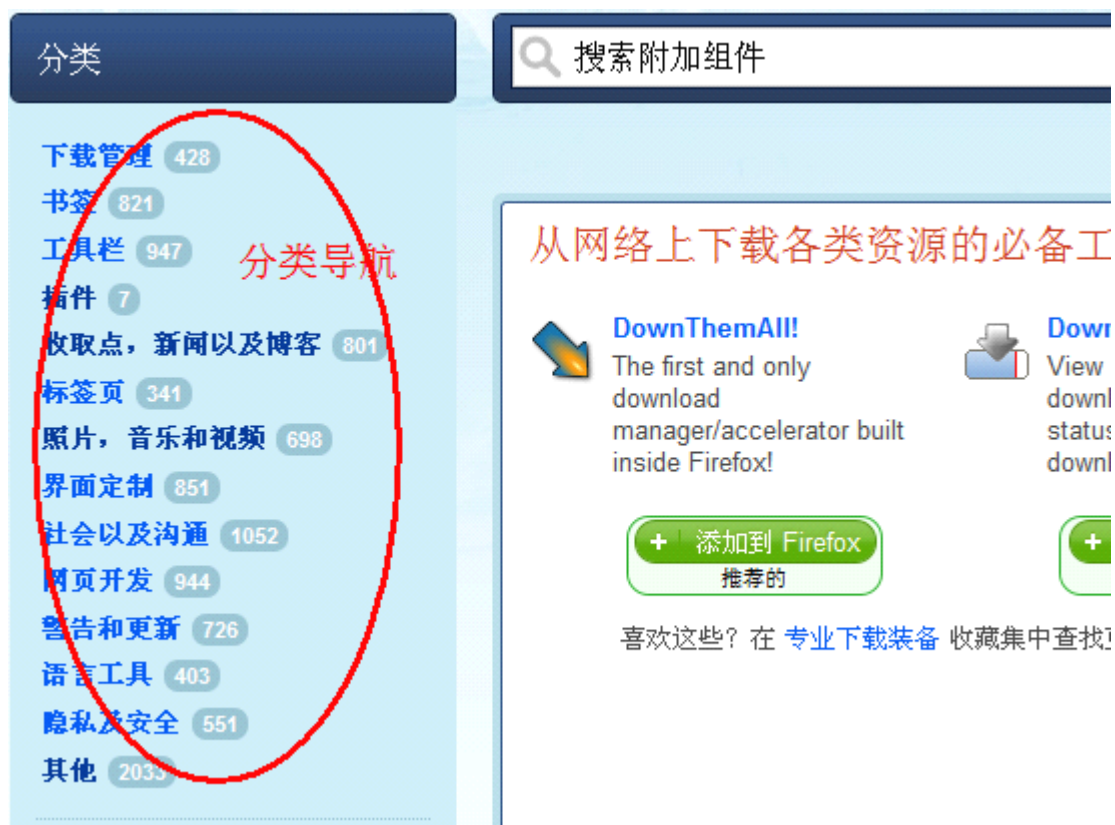 分类
搜索附加组件
下载管理 428
书签 821
工具栏 947
分类导航
插件 7
收取点，新闻以及博客 801
标签页 341
照片，音乐和视频 698
界面定制 851
社会以及沟通 1052
网页开发 944
警告和更新 726
语言工具 403
隐私及安全 551
其他 2033
从网络上下载各类资源的必备工
DownThemAll!
The first and only
download
manager/accelerator built
inside Firefox!
+ 添加到 Firefox
推荐的
View
喜欢这些？在 专业下载装备 收藏集中查找